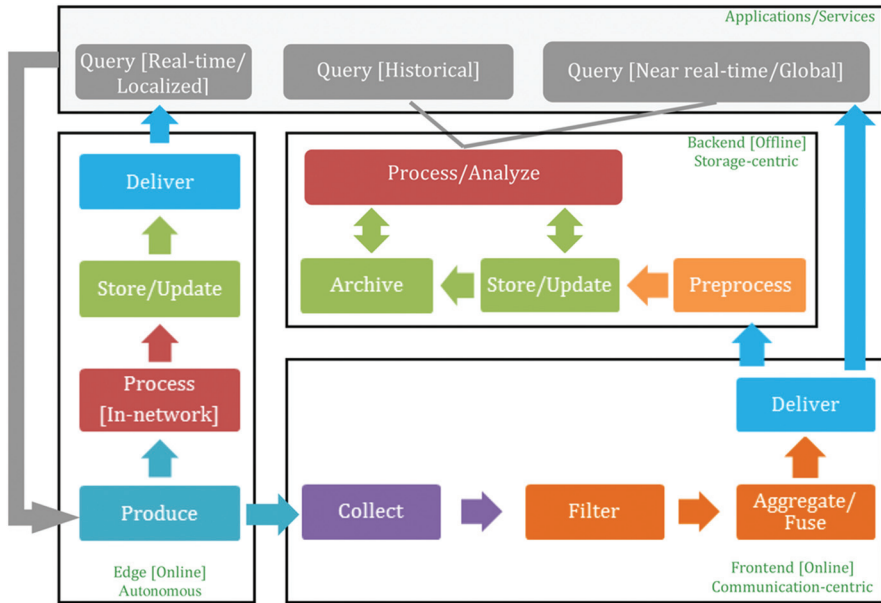 Applications/Services
Query [Real-time/
Localized]
Query [Historical]
Query [Near real-time/Global]
Backend [Offline]
Storage-centric
Deliver
Process/Analyze
Store/Update
Archive
Store/Update
Preprocess
Process
[In-network]
Deliver
Produce
Collect
Filter
Aggregate/
Fuse
Edge [Online]
Autonomous
Frontend [Online]
Communication-centric